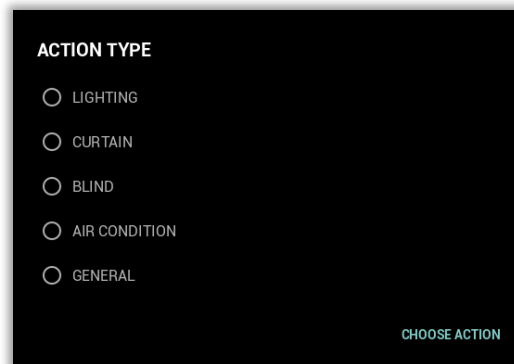 ACTION TYPE
LIGHTING
CURTAIN
BLIND
AIR CONDITION
GENERAL
CHOOSE ACTION